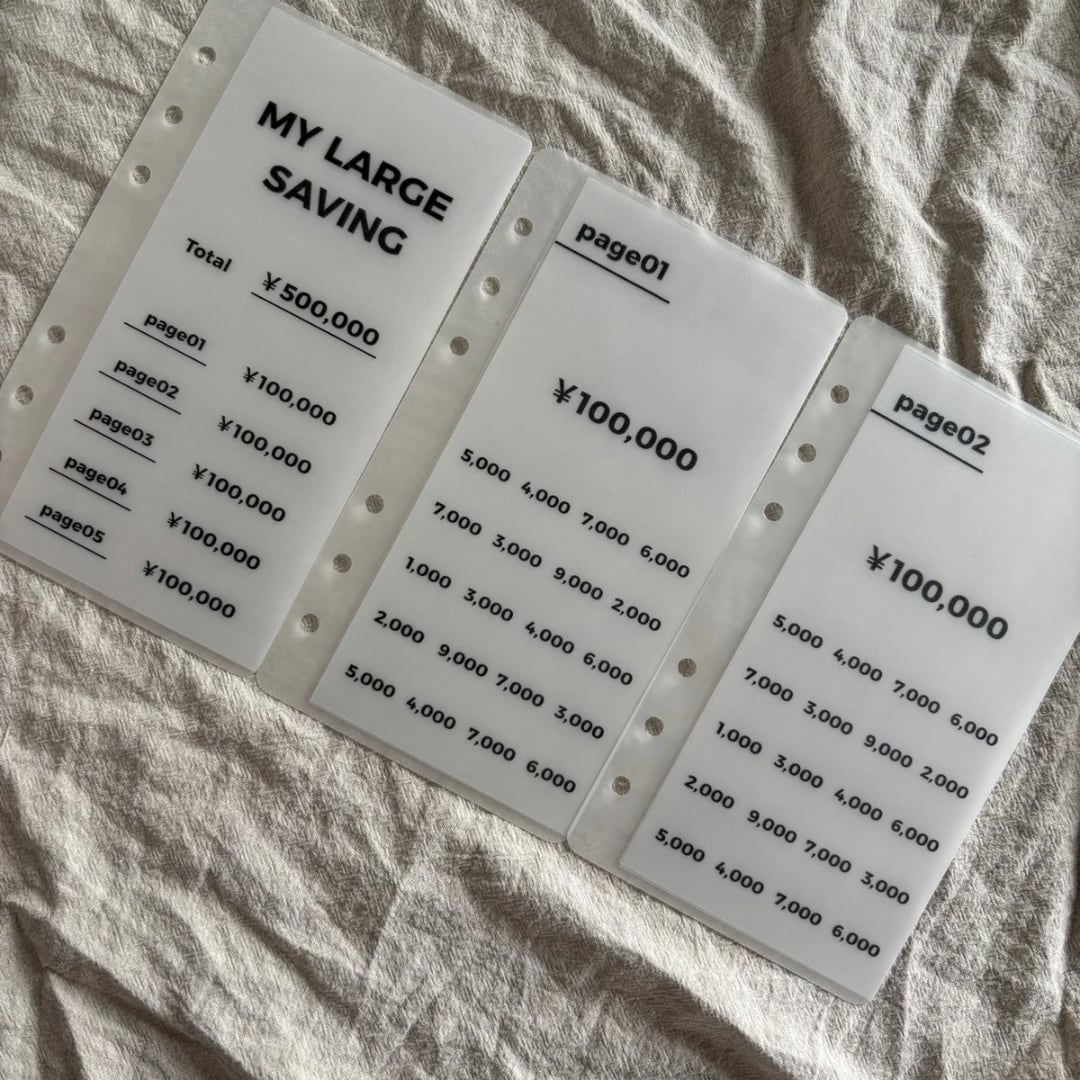 MY LARGE
SAVING
Total ¥500,000
page01 ¥100,000
page02 ¥100,000
page03 ¥100,000
page04 ¥100,000
page05 ¥100,000
page01
¥100,000
5,000 4,000 7,000 6,000
7,000 3,000 9,000 2,000
1,000 3,000 4,000 6,000
2,000 9,000 7,000 3,000
5,000 4,000 7,000 6,000
page02
¥100,000
5,000 4,000 7,000 6,000
7,000 3,000 9,000 2,000
1,000 3,000 4,000 6,000
2,000 9,000 7,000 3,000
5,000 4,000 7,000 6,000